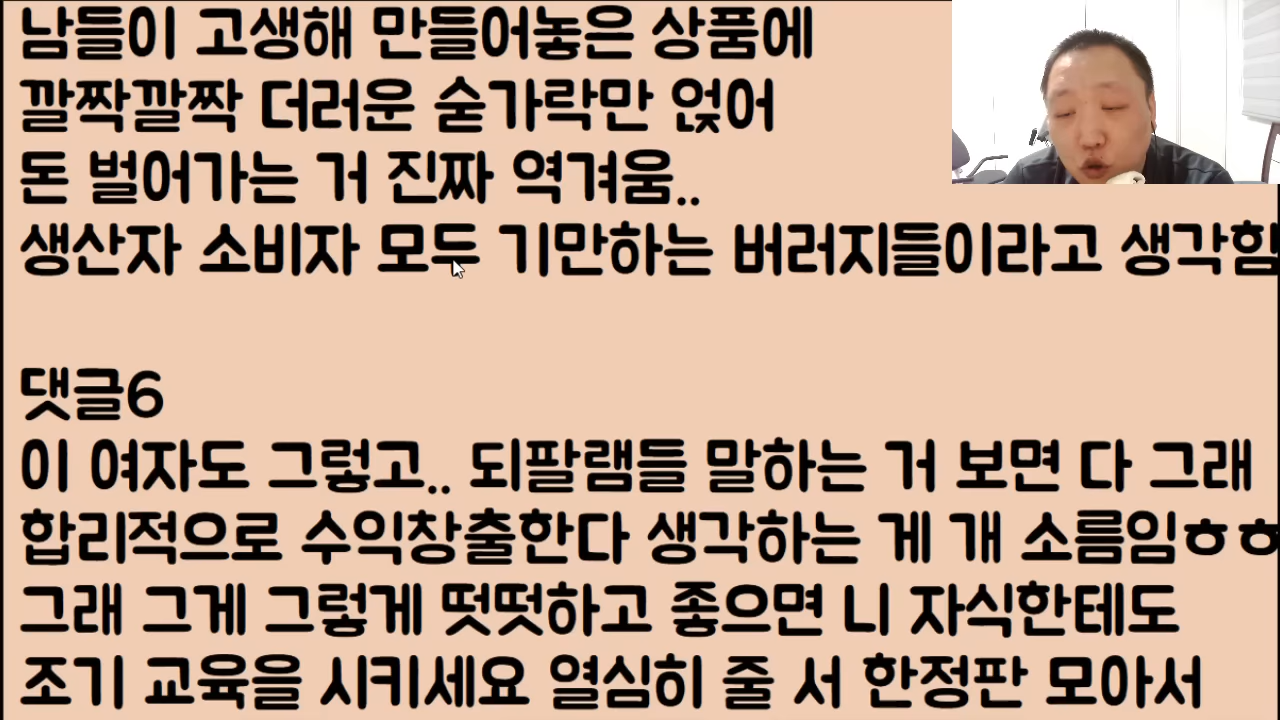 남들이 고생해 만들어놓은 상품에
깔짝깔짝 더러운 숟가락만 얹어
돈 벌어가는 거 진짜 역겨움..
생산자 소비자 모두 기만하는 버러지들이라고 생각함
댓글6
이 여자도 그렇고.. 되팔램들 말하는 거 보면 다 그래
합리적으로 수익창출한다 생각하는 게 개 소름임ㅎㅎ
그래 그게 그렇게 떳떳하고 좋으면 니 자식한테도
조기 교육을 시키세요 열심히 줄 서 한정판 모아서